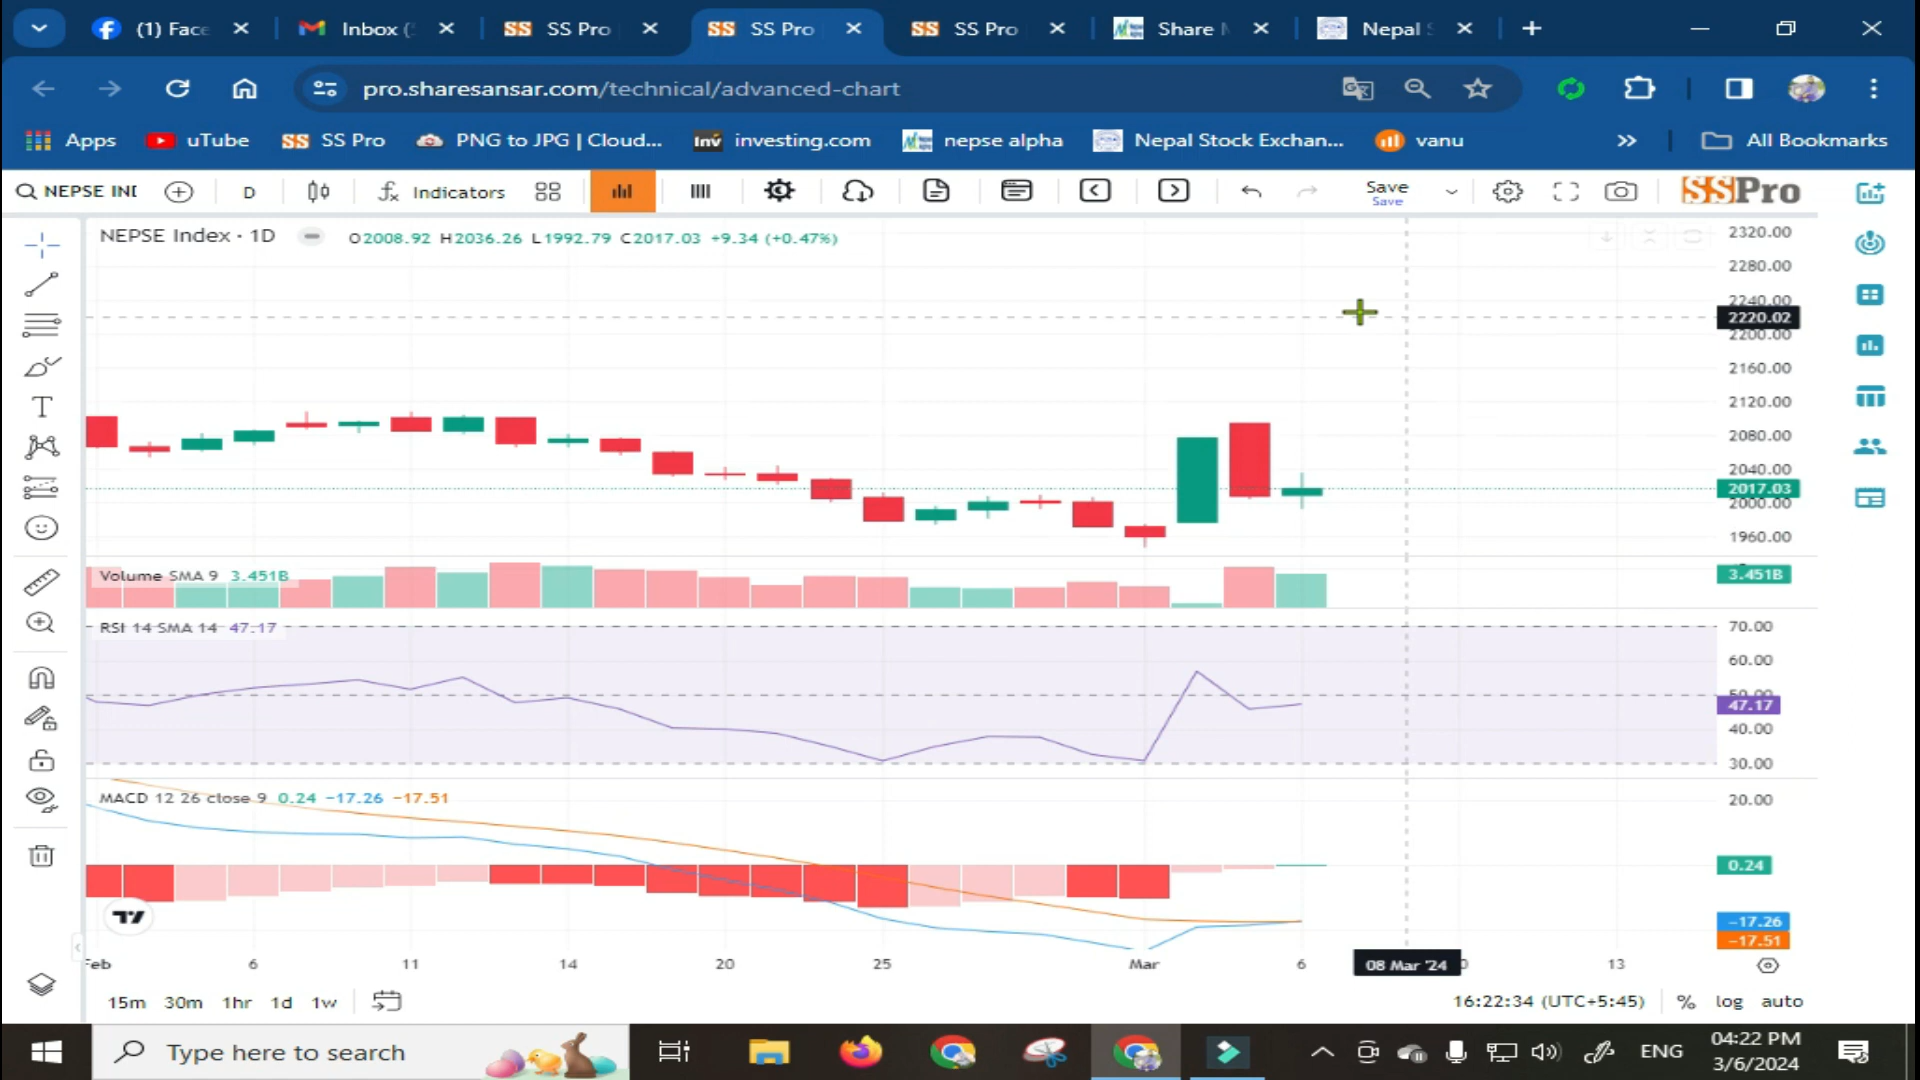 (1) Face
Inbox (
SS Pro
SS Pro
SS Pro
Share
Nepal
pro.sharesansar.com/technical/advanced-chart
Apps
uTube
SS Pro
PNG to JPG | Cloud...
Inv investing.com
nepse alpha
Nepal Stock Exchan...
vanu
All Bookmarks
NEPSE INI
D
Indicators
Save
Save
SSPro
NEPSE Index · 1D
O2008.92 H2036.26 L1992.79 C2017.03 +9.34 (+0.47%)
2320.00
2280.00
2240.00
2220.02
2200.00
2160.00
2120.00
2080.00
2040.00
2017.03
2000.00
1960.00
Volume SMA 9 3.451B
3.451B
RSI 14 SMA 14 47.17
70.00
60.00
50.00
47.17
40.00
30.00
MACD 12 26 close 9 0.24 −17.26 −17.51
20.00
0.24
−17.26
−17.51
Feb 6 11 14 20 25 Mar 6 08 Mar '24 13
15m 30m 1hr 1d 1w
16:22:34 (UTC+5:45) % log auto
Type here to search
ENG
04:22 PM
3/6/2024